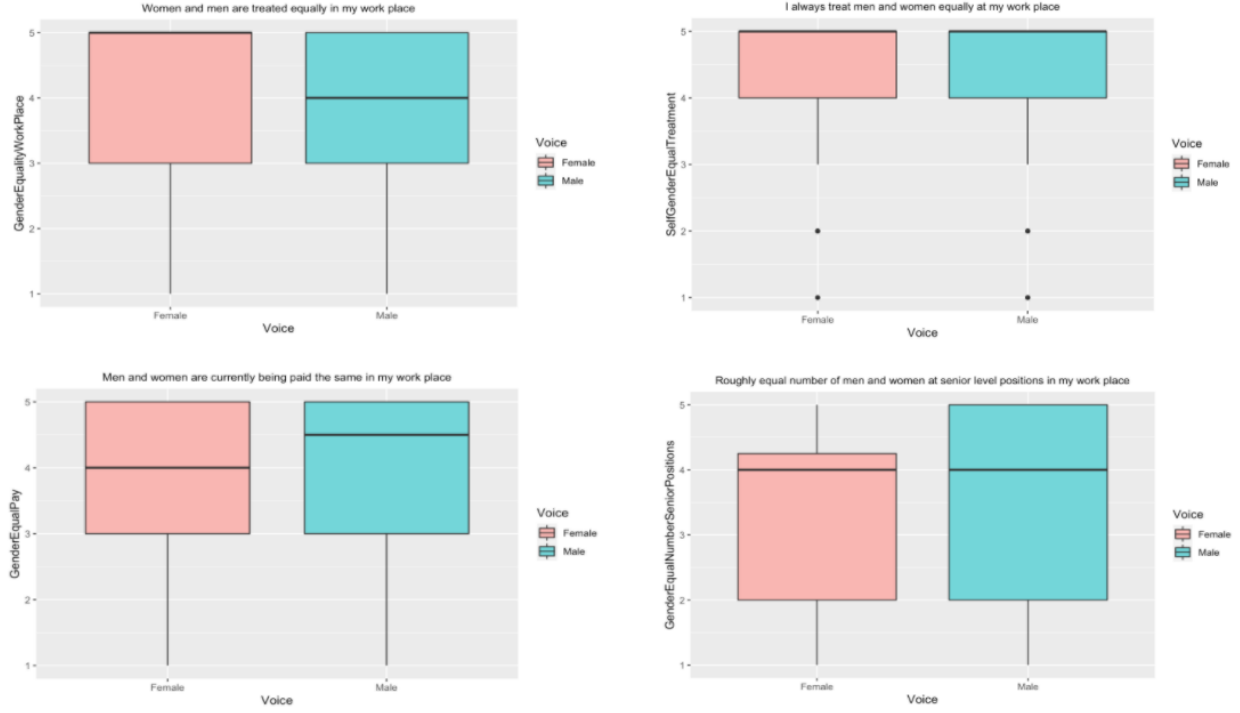 Women and men are treated equally in my work place
GenderEqualityWorkPlace
5
4
3
2
1
Female
Male
Voice
Voice
Female
Male
I always treat men and women equally at my work place
SelfGenderEqualTreatment
5
4
3
2
1
Female
Male
Voice
Voice
Female
Male
Men and women are currently being paid the same in my work place
GenderEqualPay
5
4
3
2
1
Female
Male
Voice
Voice
Female
Male
Roughly equal number of men and women at senior level positions in my work place
GenderEqualNumberSeniorPositions
5
4
3
2
1
Female
Male
Voice
Voice
Female
Male